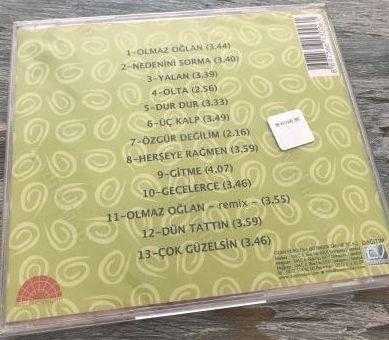 1-OLMAZ OĞLAN (3.44)
2-NEDENİNİ SORMA (3.40)
3-YALAN (3.39)
4-OLTA (2.56)
5-DUR DUR (3.33)
6-ÜÇ KALP (3.49)
7-ÖZGÜR DEĞİLİM (2.16)
8-HERŞEYE RAĞMEN (3.59)
9-GİTME (4.07)
10-GECELERCE (3.46)
11-OLMAZ OĞLAN ~ remix ~ (3.55)
12-DÜN TATTIN (3.59)
13-ÇOK GÜZELSİN (3.46)